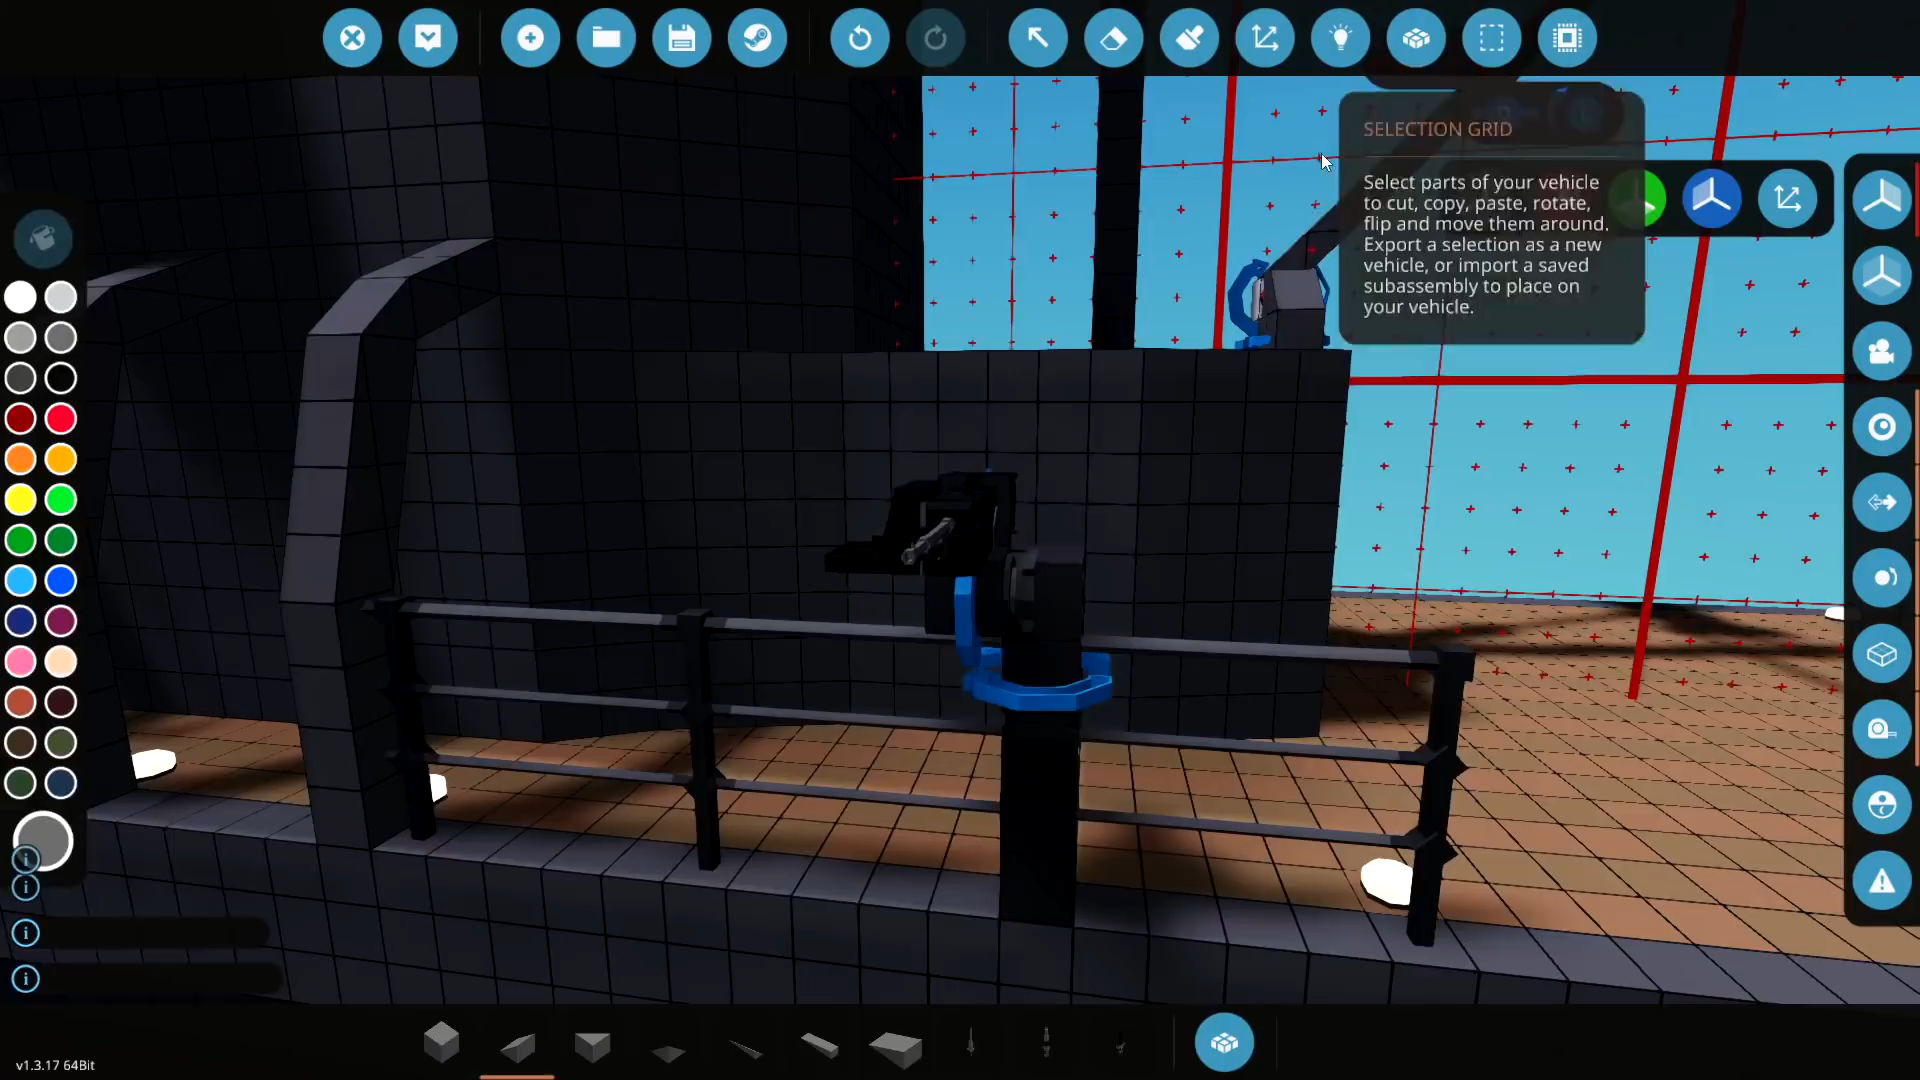 SELECTION GRID
Select parts of your vehicle
to cut, copy, paste, rotate,
flip and move them around.
Export a selection as a new
vehicle, or import a saved
subassembly to place on
your vehicle.
v1.3.17 64Bit